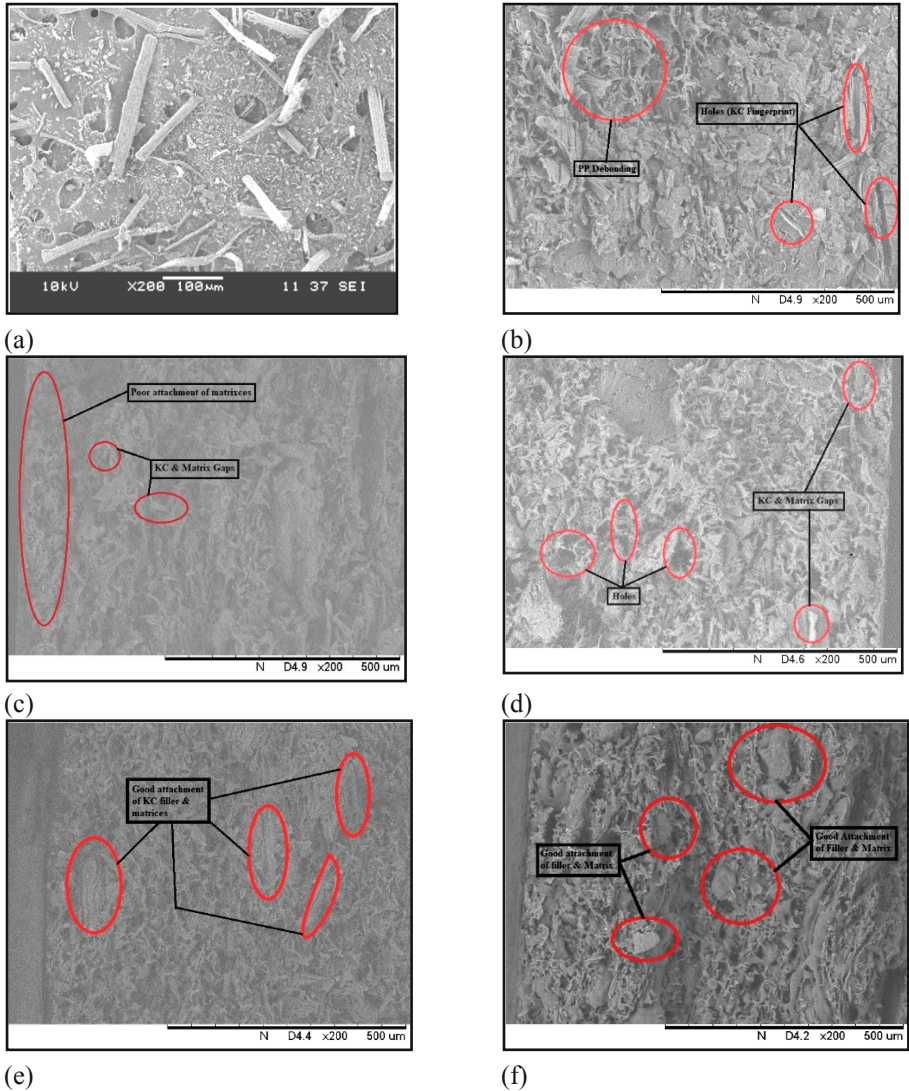 10kV X200 100µm 11 37 SEI
(a)
PP Debonding
Holes (KC Fingerprint)
N D4.9 x200 500 um
(b)
Poor attachment of matrixces
KC & Matrix Gaps
N D4.9 x200 500 um
(c)
KC & Matrix Gaps
Holes
N D4.6 x200 500 um
(d)
Good attachment
of KC filler &
matrices
N D4.4 x200 500 um
(e)
Good attachment
of filler & Matrix
Good Attachment
of Filler & Matrix
N D4.2 x200 500 um
(f)